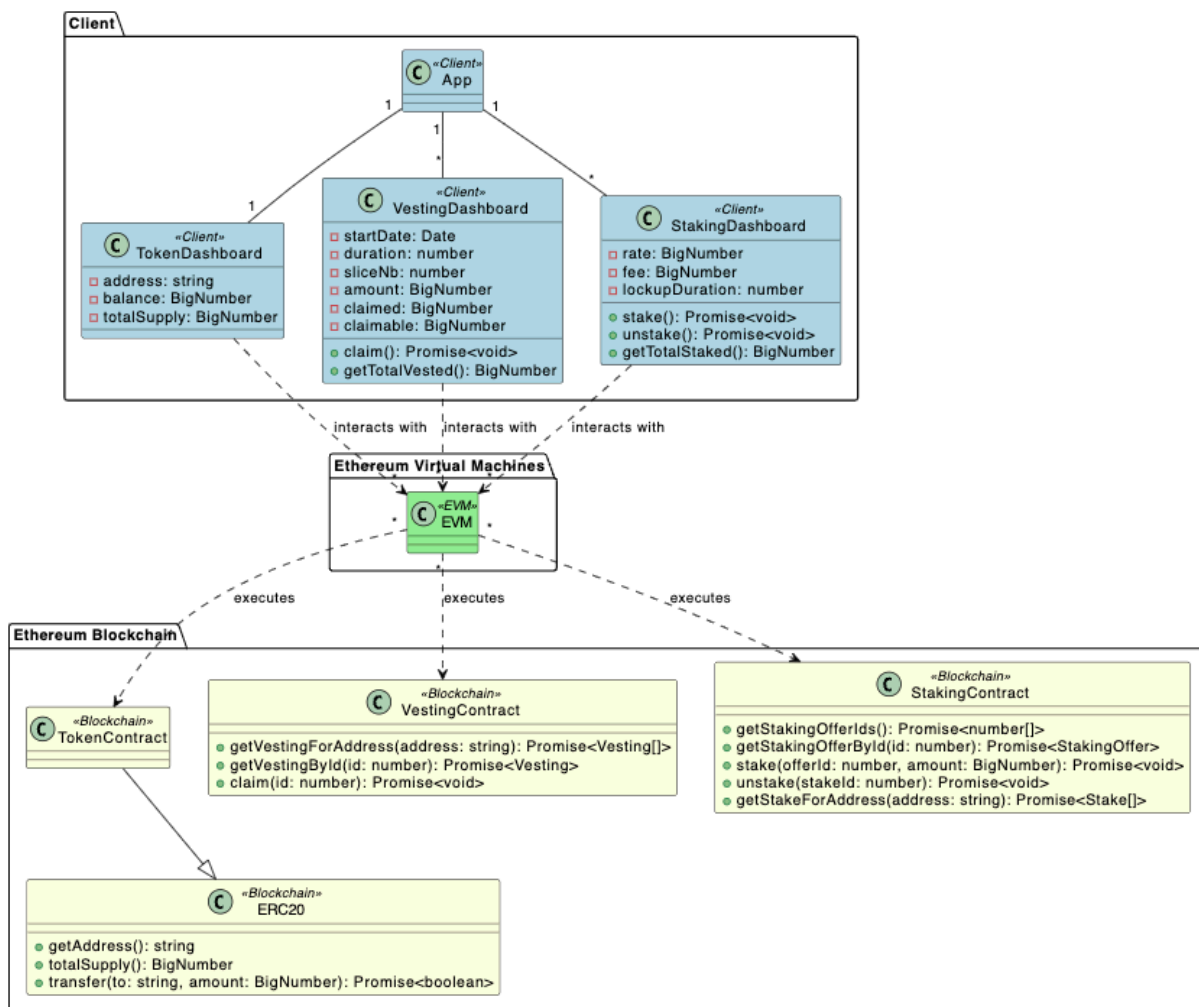 Client
C «Client»
App
1
1
1
1
*
*
C «Client»
TokenDashboard
address: string
balance: BigNumber
totalSupply: BigNumber
C «Client»
VestingDashboard
startDate: Date
duration: number
sliceNb: number
amount: BigNumber
claimed: BigNumber
claimable: BigNumber
claim(): Promise<void>
getTotalVested(): BigNumber
C «Client»
StakingDashboard
rate: BigNumber
fee: BigNumber
lockupDuration: number
stake(): Promise<void>
unstake(): Promise<void>
getTotalStaked(): BigNumber
interacts with
interacts with
interacts with
Ethereum Virtual Machines
*
*
*
C «EVM»
EVM
*
*
*
executes
executes
executes
Ethereum Blockchain
C «Blockchain»
TokenContract
C «Blockchain»
VestingContract
getVestingForAddress(address: string): Promise<Vesting[]>
getVestingById(id: number): Promise<Vesting>
claim(id: number): Promise<void>
C «Blockchain»
StakingContract
getStakingOfferIds(): Promise<number[]>
getStakingOfferById(id: number): Promise<StakingOffer>
stake(offerId: number, amount: BigNumber): Promise<void>
unstake(stakeId: number): Promise<void>
getStakeForAddress(address: string): Promise<Stake[]>
C «Blockchain»
ERC20
getAddress(): string
totalSupply(): BigNumber
transfer(to: string, amount: BigNumber): Promise<boolean>